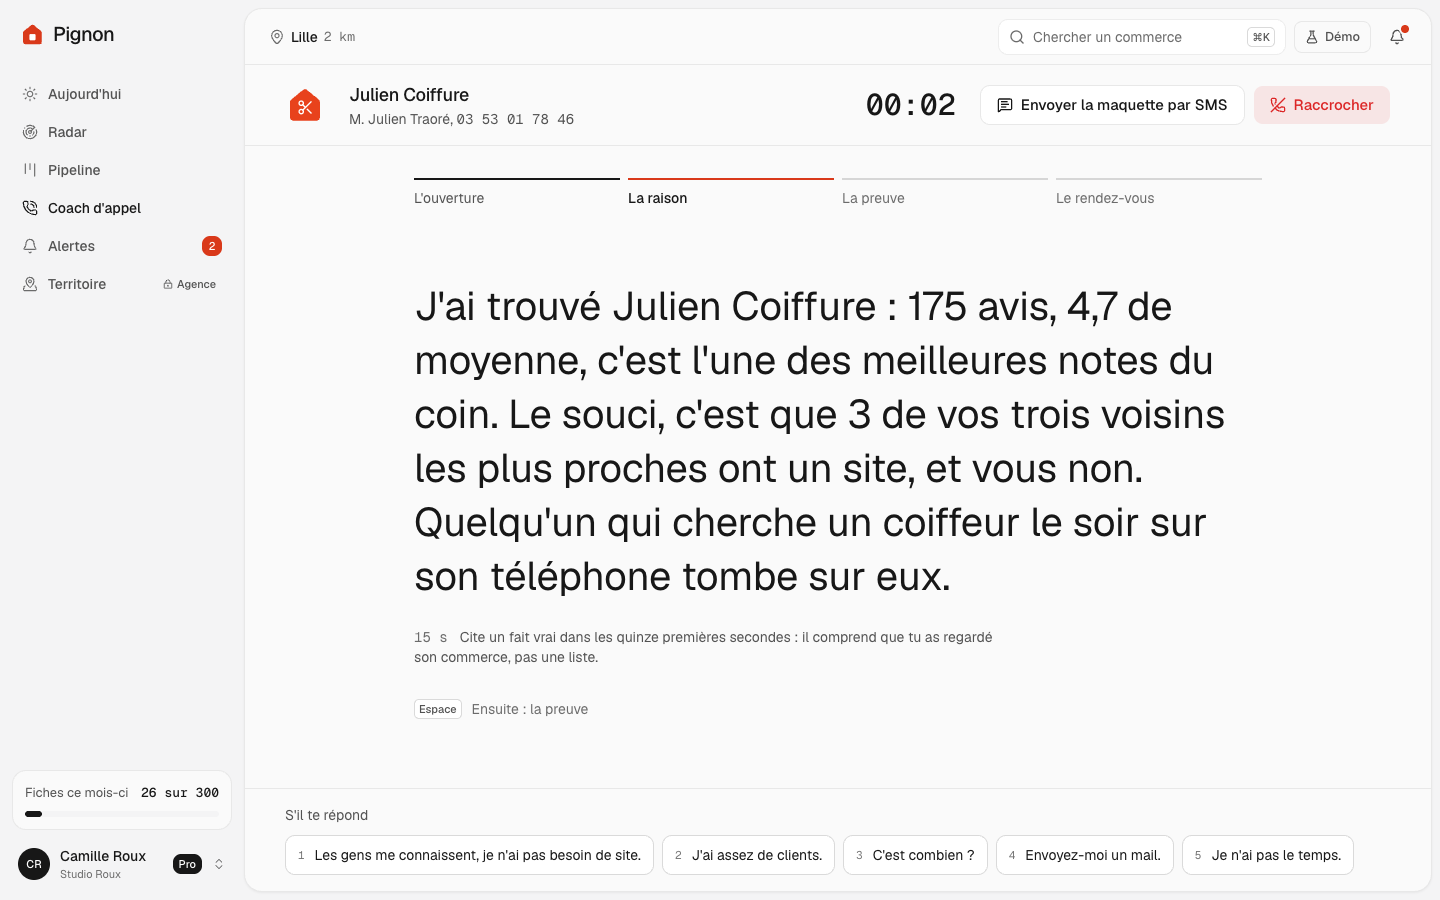 Pignon
Aujourd'hui
Radar
Pipeline
Coach d'appel
Alertes
2
Territoire
Agence
Fiches ce mois-ci
26 sur 300
CR
Camille Roux
Studio Roux
Pro
Lille 2 km
Chercher un commerce
⌘K
Démo
Julien Coiffure
M. Julien Traoré, 03 53 01 78 46
00:02
Envoyer la maquette par SMS
Raccrocher
L'ouverture
La raison
La preuve
Le rendez-vous
J'ai trouvé Julien Coiffure : 175 avis, 4,7 de
moyenne, c'est l'une des meilleures notes du
coin. Le souci, c'est que 3 de vos trois voisins
les plus proches ont un site, et vous non.
Quelqu'un qui cherche un coiffeur le soir sur
son téléphone tombe sur eux.
15 s Cite un fait vrai dans les quinze premières secondes : il comprend que tu as regardé
son commerce, pas une liste.
Espace Ensuite : la preuve
S'il te répond
1 Les gens me connaissent, je n'ai pas besoin de site.
2 J'ai assez de clients.
3 C'est combien ?
4 Envoyez-moi un mail.
5 Je n'ai pas le temps.